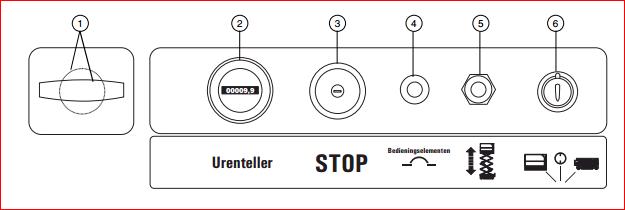 1 2 3 4 5 6
00009,9
Bedieningselementen
Urenteller STOP